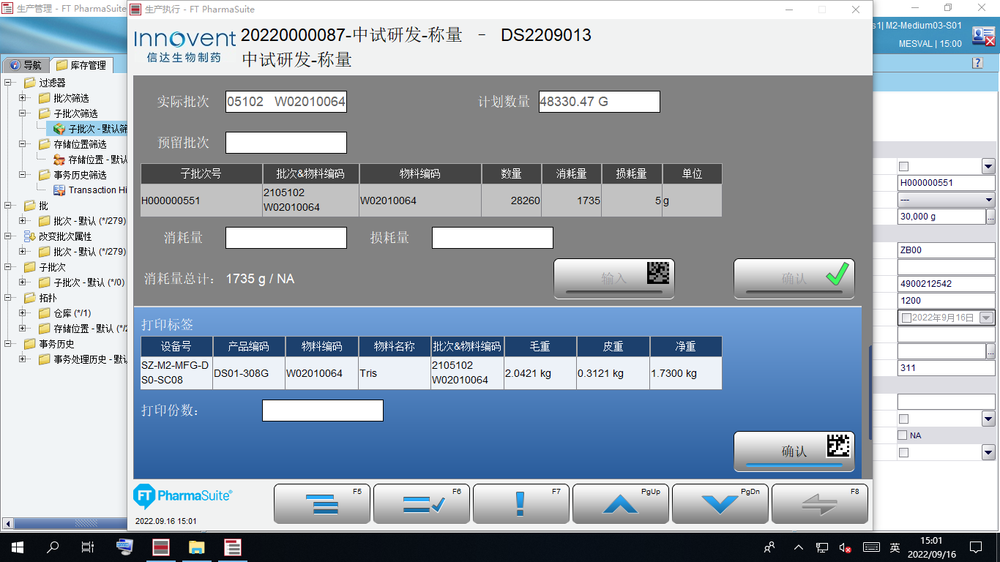 生产管理 - FT PharmaSuite
生产执行 - FT PharmaSuite
Innovent
信达生物制药
20220000087-中试研发-称量 – DS2209013
中试研发-称量
s1| M2-Medium03-S01
MESVAL | 15:00
导航
库存管理
?
过滤器
批次筛选
子批次筛选
子批次 - 默认筛
存储位置筛选
存储位置 - 默认
事务历史筛选
Transaction Hi
批
批次 - 默认 (*/279)
改变批次属性
批次 - 默认 (*/279)
子批次
子批次 - 默认 (*/0)
拓扑
仓库 (*/1)
存储位置 - 默认 (*/2
事务历史
事务处理历史 - 默认
实际批次
05102 W02010064
计划数量
48330.47 G
预留批次
子批次号 批次&物料编码 物料编码 数量 消耗量 损耗量 单位
H000000551 2105102 W02010064 W02010064 28260 1735 5 g
消耗量
损耗量
消耗量总计: 1735 g / NA
输入
确认
打印标签
设备号 产品编码 物料编码 物料名称 批次&物料编码 毛重 皮重 净重
SZ-M2-MFG-DS0-SC08 DS01-308G W02010064 Tris 2105102 W02010064 2.0421 kg 0.3121 kg 1.7300 kg
打印份数:
确认
H000000551
---
30,000 g
...
ZB00
4900212542
1200
2022年9月16日
...
311
NA
FT PharmaSuite®
2022.09.16 15:01
F5
F6
F7
PgUp
PgDn
F8
英
15:01
2022/09/16